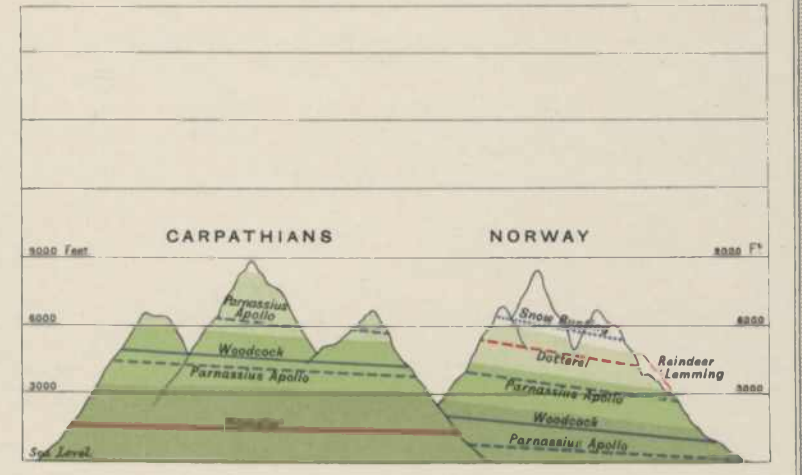 CARPATHIANS
NORWAY
9000 Feet
9000 Ft
Parnassius
Apollo
Snow Bunting
6000
6000
Woodcock
Dotterel
Reindeer
Lemming
Parnassius Apollo
Parnassius Apollo
3000
3000
Woodcock
Parnassius Apollo
Sea Level